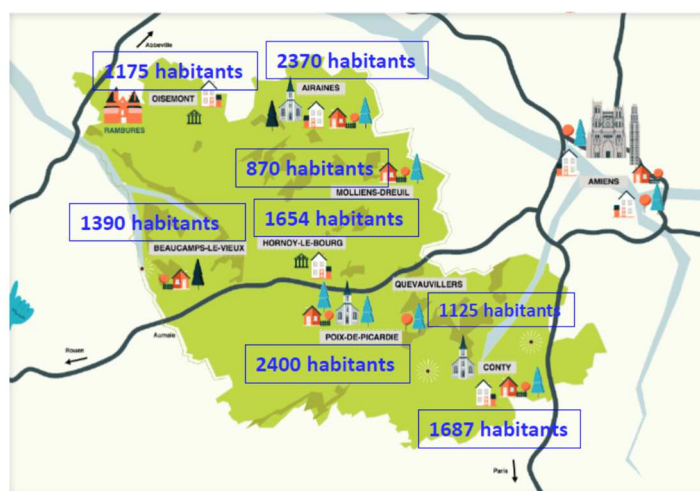 Abbeville
1175 habitants
OISEMONT
RAMBURES
2370 habitants
AIRAINES
870 habitants
MOLLIENS-DREUIL
AMIENS
1390 habitants
BEAUCAMPS-LE-VIEUX
1654 habitants
HORNOY-LE-BOURG
QUEVAUVILLERS
1125 habitants
POIX-DE-PICARDIE
2400 habitants
CONTY
1687 habitants
Aumale
Rouen
Paris